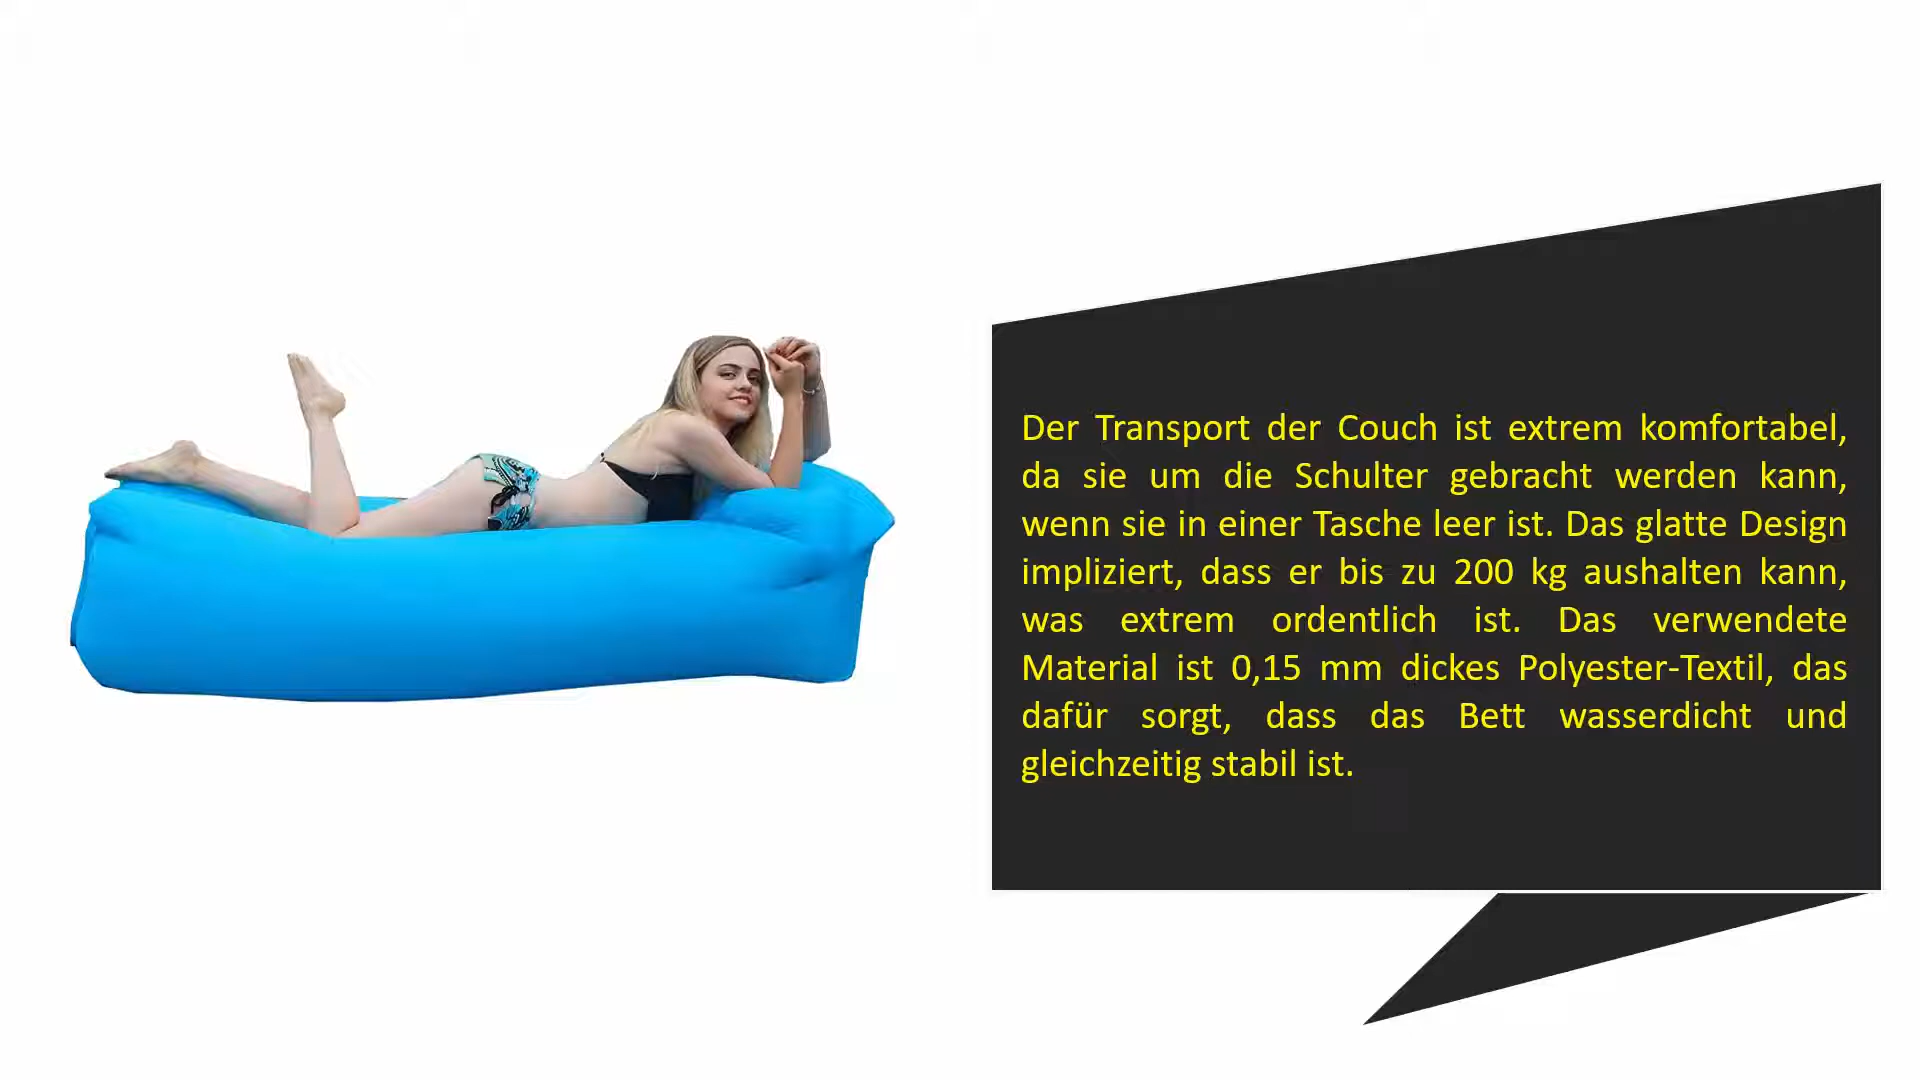 Der Transport der Couch ist extrem komfortabel,
da sie um die Schulter gebracht werden kann,
wenn sie in einer Tasche leer ist. Das glatte Design
impliziert, dass er bis zu 200 kg aushalten kann,
was extrem ordentlich ist. Das verwendete
Material ist 0,15 mm dickes Polyester-Textil, das
dafür sorgt, dass das Bett wasserdicht und
gleichzeitig stabil ist.